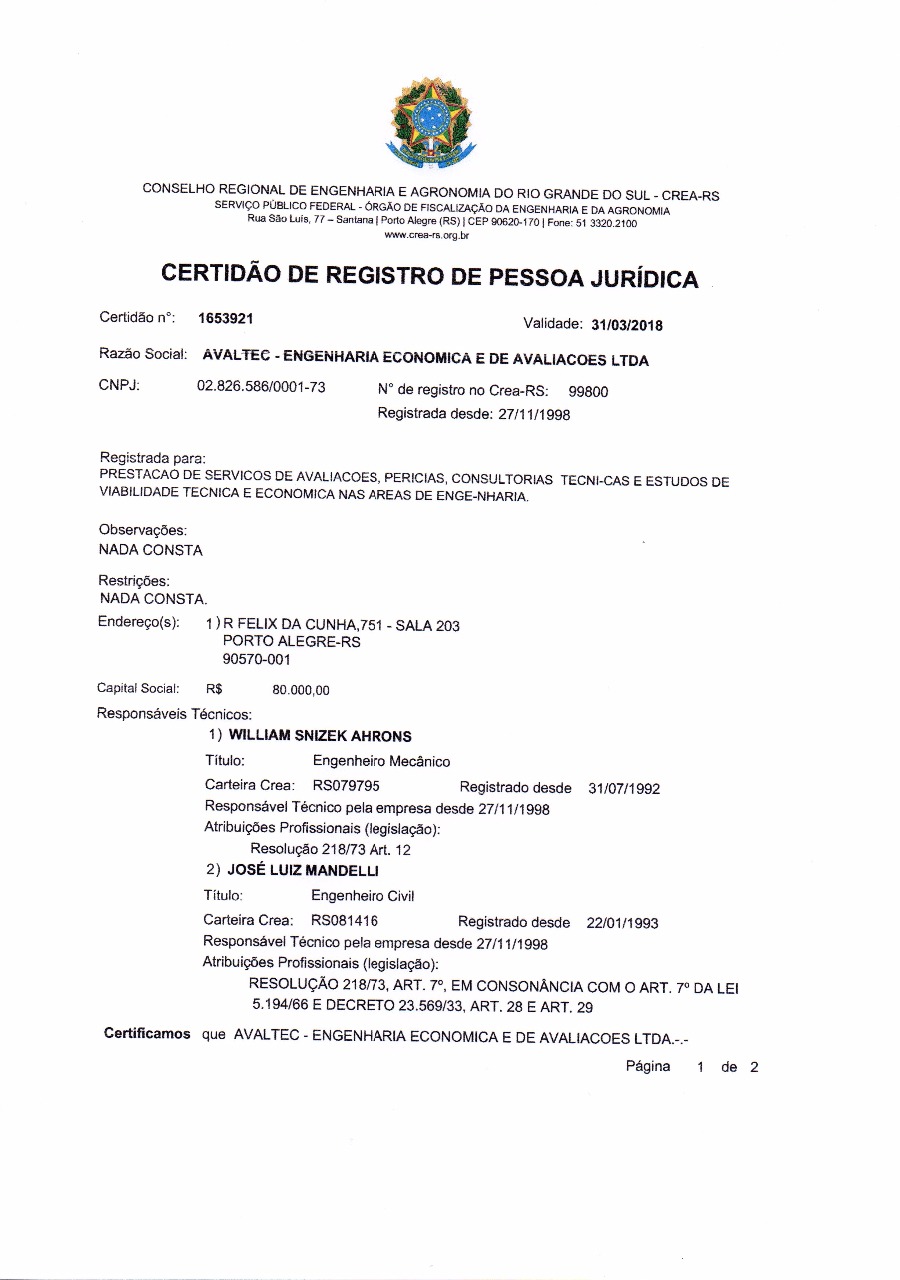 CONSELHO REGIONAL DE ENGENHARIA E AGRONOMIA DO RIO GRANDE DO SUL - CREA-RS
SERVIÇO PÚBLICO FEDERAL - ÓRGÃO DE FISCALIZAÇÃO DA ENGENHARIA E DA AGRONOMIA
Rua São Luís, 77 – Santana | Porto Alegre (RS) | CEP 90620-170 | Fone: 51 3320.2100
www.crea-rs.org.br
CERTIDÃO DE REGISTRO DE PESSOA JURÍDICA
Certidão n°: 1653921 Validade: 31/03/2018
Razão Social: AVALTEC - ENGENHARIA ECONOMICA E DE AVALIACOES LTDA
CNPJ: 02.826.586/0001-73 N° de registro no Crea-RS: 99800
Registrada desde: 27/11/1998
Registrada para:
PRESTACAO DE SERVICOS DE AVALIACOES, PERICIAS, CONSULTORIAS TECNI-CAS E ESTUDOS DE
VIABILIDADE TECNICA E ECONOMICA NAS AREAS DE ENGE-NHARIA.
Observações:
NADA CONSTA
Restrições:
NADA CONSTA.
Endereço(s): 1 ) R FELIX DA CUNHA,751 - SALA 203
PORTO ALEGRE-RS
90570-001
Capital Social: R$ 80.000,00
Responsáveis Técnicos:
1 ) WILLIAM SNIZEK AHRONS
Título: Engenheiro Mecânico
Carteira Crea: RS079795 Registrado desde 31/07/1992
Responsável Técnico pela empresa desde 27/11/1998
Atribuições Profissionais (legislação):
Resolução 218/73 Art. 12
2 ) JOSÉ LUIZ MANDELLI
Título: Engenheiro Civil
Carteira Crea: RS081416 Registrado desde 22/01/1993
Responsável Técnico pela empresa desde 27/11/1998
Atribuições Profissionais (legislação):
RESOLUÇÃO 218/73, ART. 7º, EM CONSONÂNCIA COM O ART. 7º DA LEI
5.194/66 E DECRETO 23.569/33, ART. 28 E ART. 29
Certificamos que AVALTEC - ENGENHARIA ECONOMICA E DE AVALIACOES LTDA.-.-
Página 1 de 2